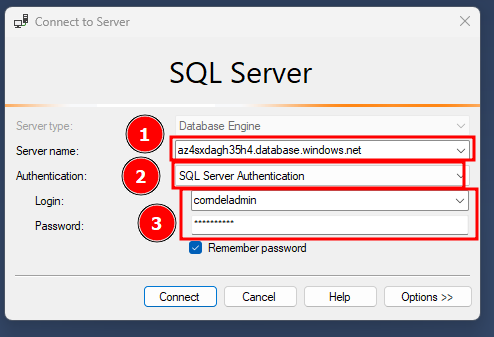 Connect to Server
SQL Server
Server type: Database Engine
1
Server name: az4sxdagh35h4.database.windows.net
2
Authentication: SQL Server Authentication
Login: corndeladmin
3
Password: **********
Remember password
Connect Cancel Help Options >>